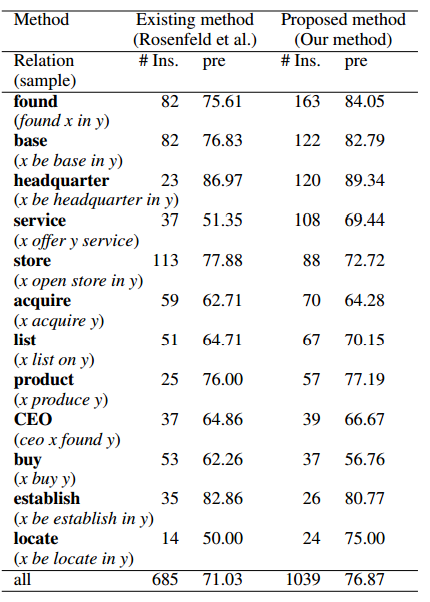 Method Existing method Proposed method
(Rosenfeld et al.) (Our method)
Relation # Ins. pre # Ins. pre
(sample)
found 82 75.61 163 84.05
(found x in y)
base 82 76.83 122 82.79
(x be base in y)
headquarter 23 86.97 120 89.34
(x be headquarter in y)
service 37 51.35 108 69.44
(x offer y service)
store 113 77.88 88 72.72
(x open store in y)
acquire 59 62.71 70 64.28
(x acquire y)
list 51 64.71 67 70.15
(x list on y)
product 25 76.00 57 77.19
(x produce y)
CEO 37 64.86 39 66.67
(ceo x found y)
buy 53 62.26 37 56.76
(x buy y)
establish 35 82.86 26 80.77
(x be establish in y)
locate 14 50.00 24 75.00
(x be locate in y)
all 685 71.03 1039 76.87